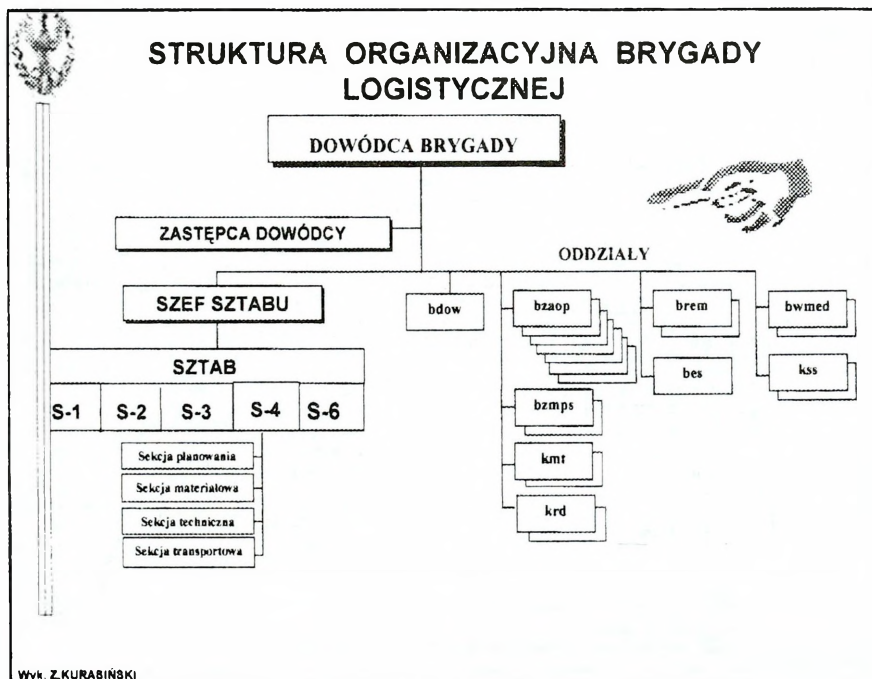 STRUKTURA ORGANIZACYJNA BRYGADY
LOGISTYCZNEJ
DOWÓDCA BRYGADY
ZASTĘPCA DOWÓDCY
ODDZIAŁY
SZEF SZTABU
bdow
bzaop
brem
bwmed
SZTAB
bes
kss
S-1
S-2
S-3
S-4
S-6
bzmps
Sekcja planowania
kmt
Sekcja materiałowa
krd
Sekcja techniczna
Sekcja transportowa
Wyk. Z.KURASIŃSKI